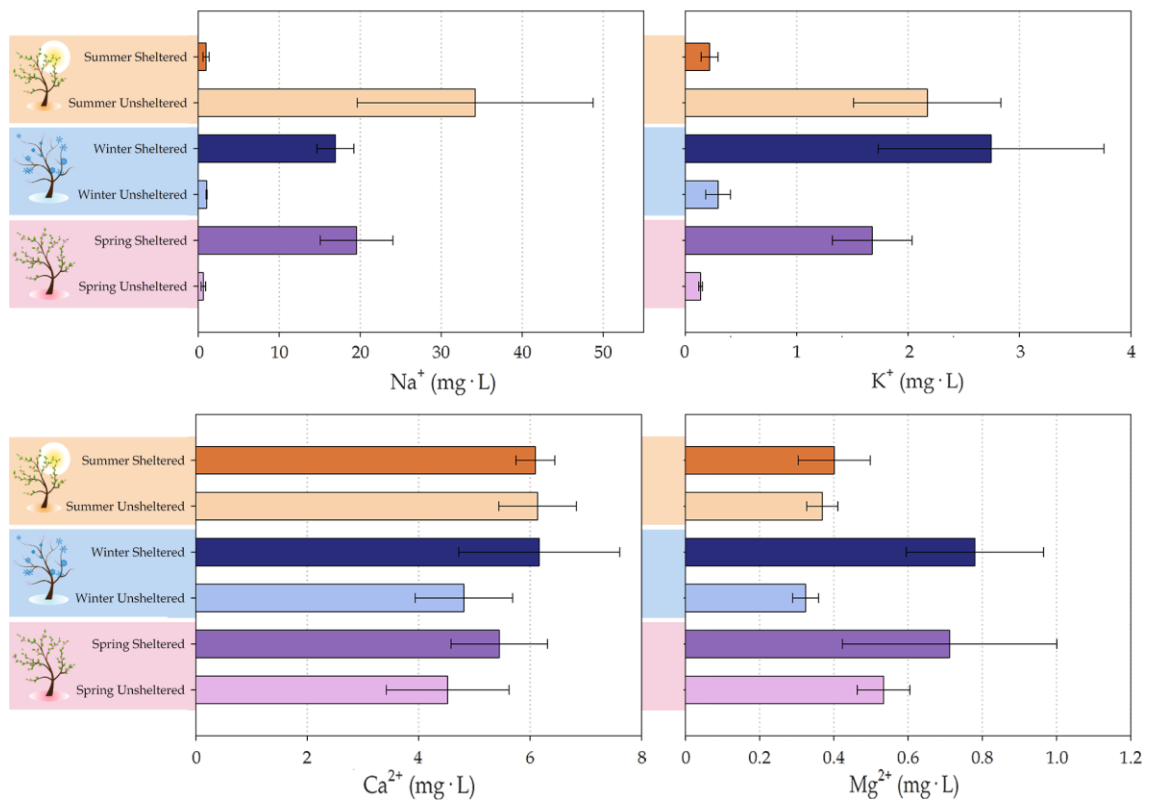 Summer Sheltered
Summer Unsheltered
Winter Sheltered
Winter Unsheltered
Spring Sheltered
Spring Unsheltered
0 10 20 30 40 50
Na⁺ (mg·L)
0 1 2 3 4
K⁺ (mg·L)
Summer Sheltered
Summer Unsheltered
Winter Sheltered
Winter Unsheltered
Spring Sheltered
Spring Unsheltered
0 2 4 6 8
Ca²⁺ (mg·L)
0 0.2 0.4 0.6 0.8 1.0 1.2
Mg²⁺ (mg·L)